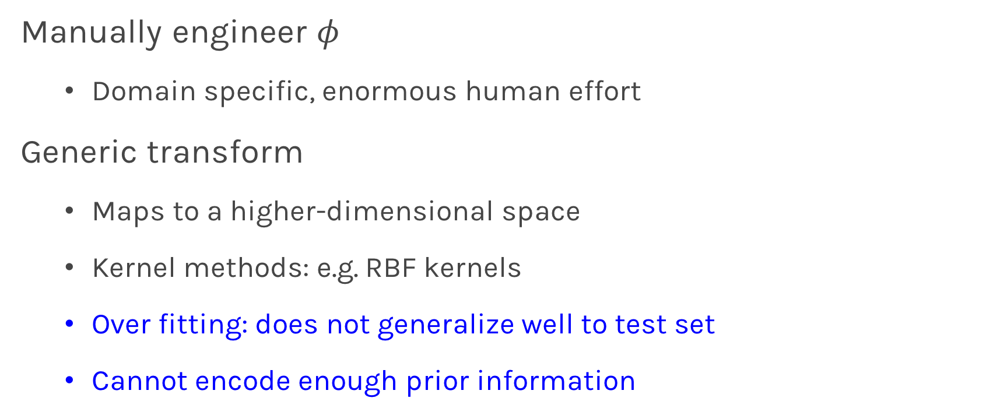 Manually engineer ϕ
• Domain specific, enormous human effort
Generic transform
• Maps to a higher-dimensional space
• Kernel methods: e.g. RBF kernels
• Over fitting: does not generalize well to test set
• Cannot encode enough prior information